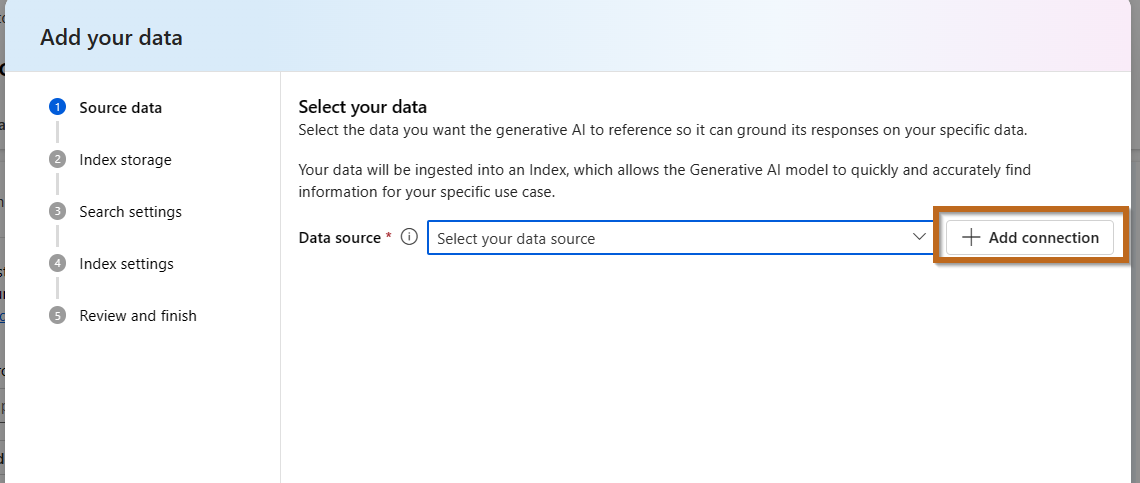 Add your data
1 Source data
2 Index storage
3 Search settings
4 Index settings
5 Review and finish
Select your data
Select the data you want the generative AI to reference so it can ground its responses on your specific data.
Your data will be ingested into an Index, which allows the Generative AI model to quickly and accurately find
information for your specific use case.
Data source * Select your data source Add connection